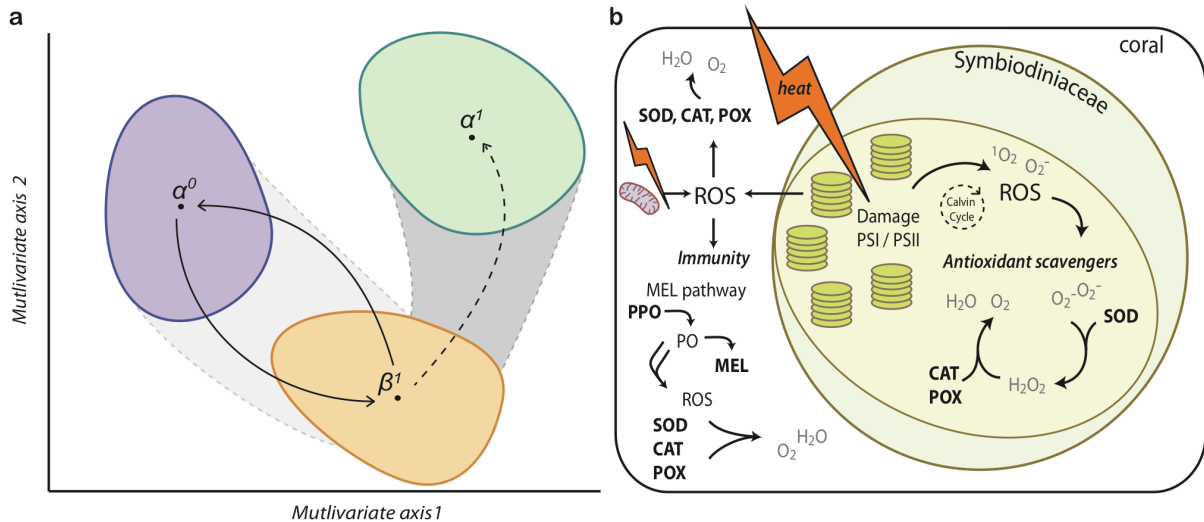 a
Mutlivariate axis 2
α⁰
α¹
β¹
Mutlivariate axis1
b
coral
Symbiodiniaceae
heat
H₂O O₂
SOD, CAT, POX
ROS
Immunity
MEL pathway
PPO
PO
MEL
ROS
SOD
CAT
POX
O₂ H₂O
Damage
PSI / PSII
¹O₂ O₂⁻
ROS
Calvin
Cycle
Antioxidant scavengers
H₂O O₂
O₂⁻O₂⁻
SOD
CAT
POX
H₂O₂